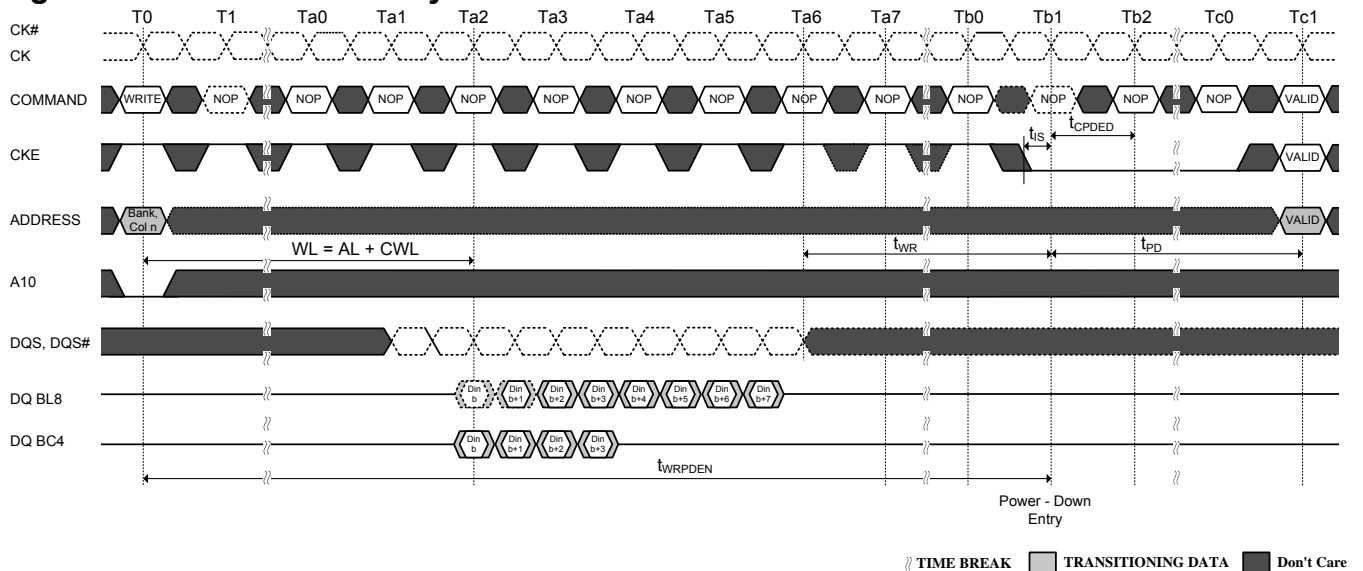 T0 T1 Ta0 Ta1 Ta2 Ta3 Ta4 Ta5 Ta6 Ta7 Tb0 Tb1 Tb2 Tc0 Tc1
CK#
CK
COMMAND WRITE NOP NOP NOP NOP NOP NOP NOP NOP NOP NOP NOP NOP NOP VALID
tIS tCPDED
CKE VALID
ADDRESS Bank, Col n VALID
WL = AL + CWL tWR tPD
A10
DQS, DQS#
DQ BL8 Din b Din b+1 Din b+2 Din b+3 Din b+4 Din b+5 Din b+6 Din b+7
DQ BC4 Din b Din b+1 Din b+2 Din b+3
tWRPDEN
Power - Down
Entry
TIME BREAK TRANSITIONING DATA Don't Care